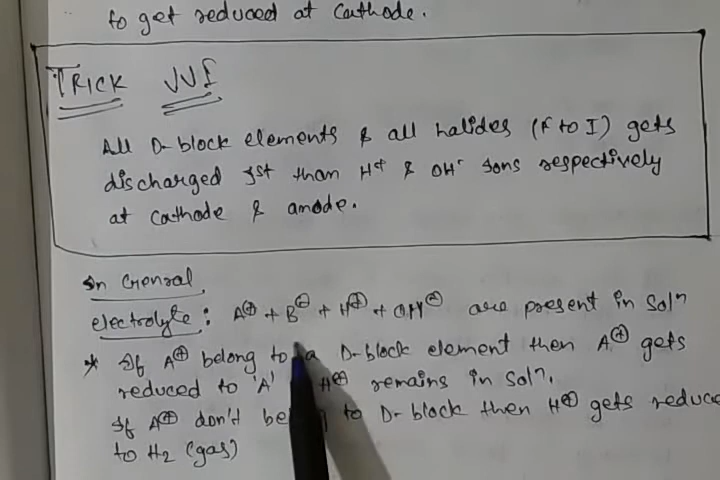 to get reduced at cathode.
TRICK VVI
All D-block elements & all halides (F to I) gets
discharged 1st than H⊕ & OH⊖ ions respectively
at cathode & anode.
In General,
electrolyte: A⊕ + B⊖ + H⊕ + OH⊖ are present in solⁿ
* If A⊕ belong to a D-block element then A⊕ gets
reduced to 'A' H⊕ remains in solⁿ.
If A⊕ don't to D-block then H⊕ gets reduce
to H₂ (gas)